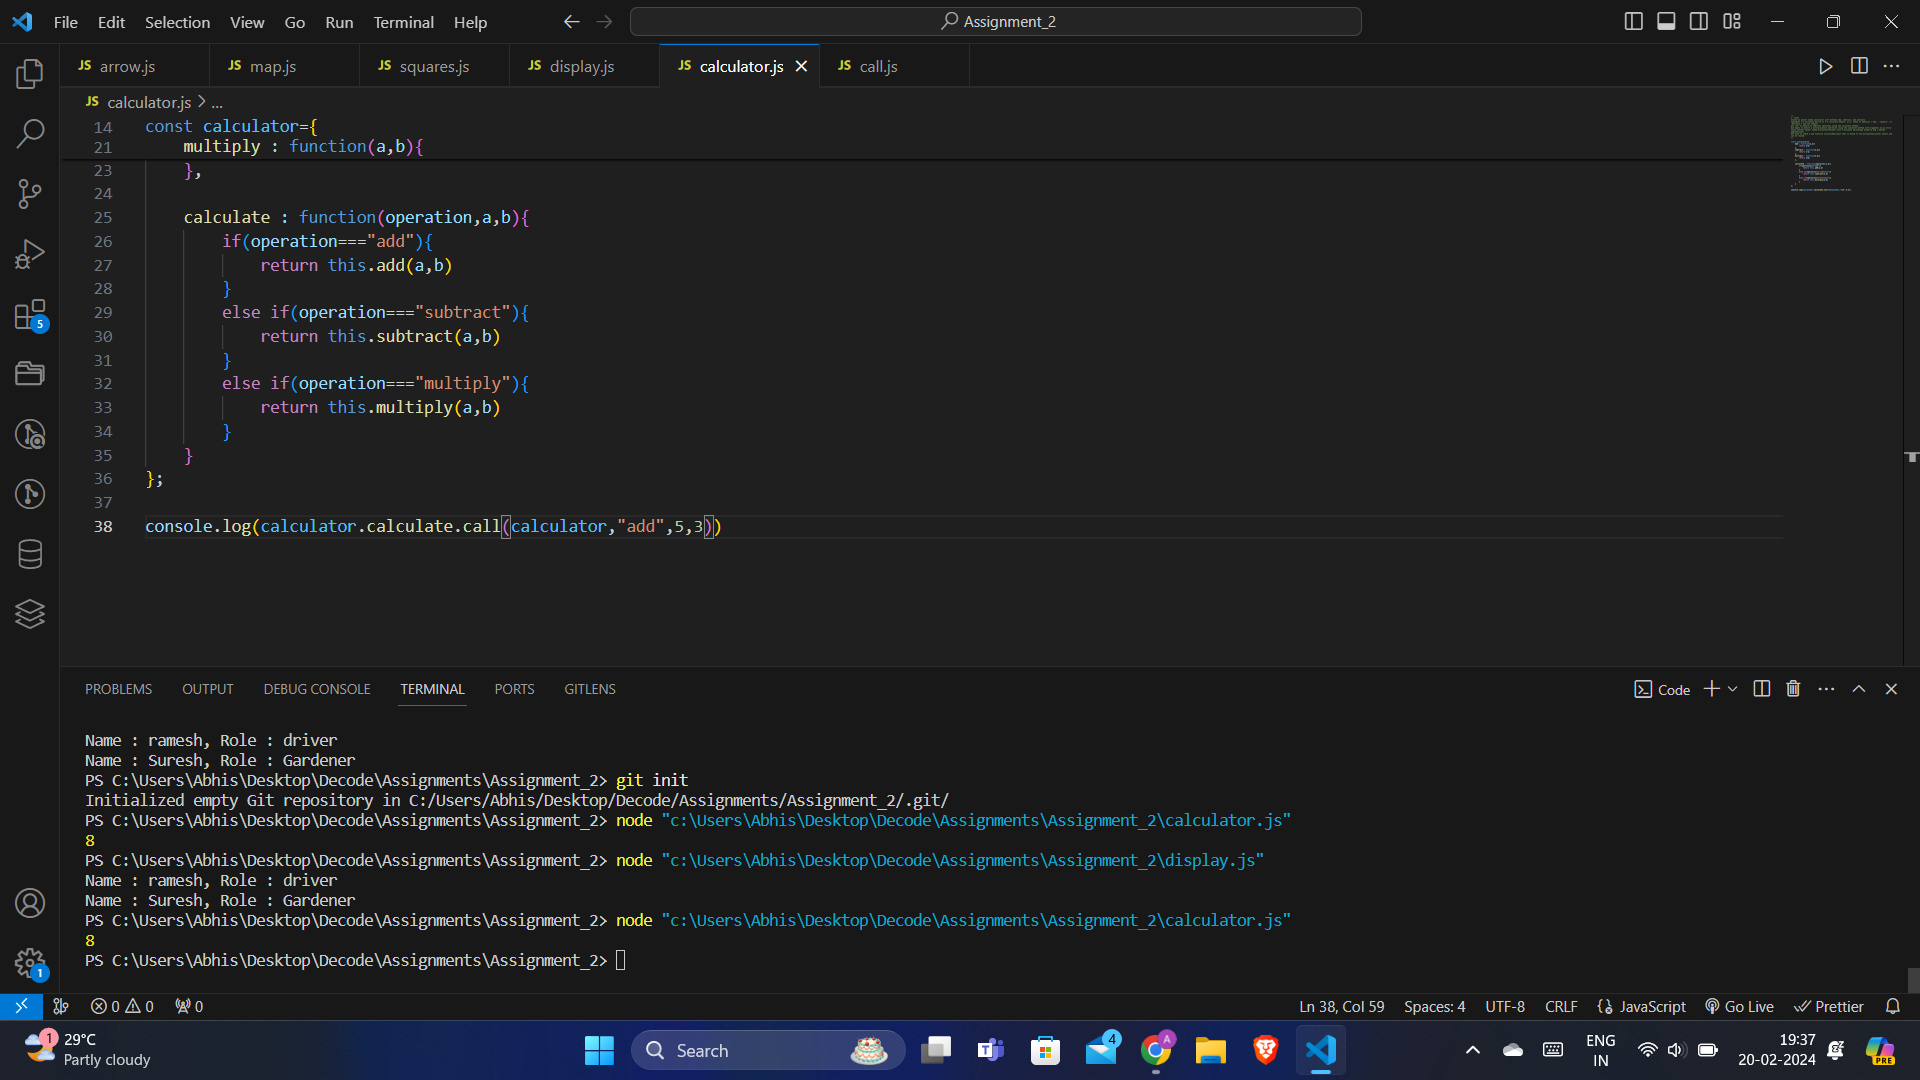 File Edit Selection View Go Run Terminal Help
Assignment_2
JS arrow.js
JS map.js
JS squares.js
JS display.js
JS calculator.js
JS call.js
JS calculator.js > ...
14 const calculator={
21 multiply : function(a,b){
23 },
24
25 calculate : function(operation,a,b){
26 if(operation==="add"){
27 return this.add(a,b)
28 }
29 else if(operation==="subtract"){
30 return this.subtract(a,b)
31 }
32 else if(operation==="multiply"){
33 return this.multiply(a,b)
34 }
35 }
36 };
37
38 console.log(calculator.calculate.call(calculator,"add",5,3))
5
PROBLEMS OUTPUT DEBUG CONSOLE TERMINAL PORTS GITLENS
Code
Name : ramesh, Role : driver
Name : Suresh, Role : Gardener
PS C:\Users\Abhis\Desktop\Decode\Assignments\Assignment_2> git init
Initialized empty Git repository in C:/Users/Abhis/Desktop/Decode/Assignments/Assignment_2/.git/
PS C:\Users\Abhis\Desktop\Decode\Assignments\Assignment_2> node "c:\Users\Abhis\Desktop\Decode\Assignments\Assignment_2\calculator.js"
8
PS C:\Users\Abhis\Desktop\Decode\Assignments\Assignment_2> node "c:\Users\Abhis\Desktop\Decode\Assignments\Assignment_2\display.js"
Name : ramesh, Role : driver
Name : Suresh, Role : Gardener
PS C:\Users\Abhis\Desktop\Decode\Assignments\Assignment_2> node "c:\Users\Abhis\Desktop\Decode\Assignments\Assignment_2\calculator.js"
8
PS C:\Users\Abhis\Desktop\Decode\Assignments\Assignment_2>
1
0 0 0
Ln 38, Col 59 Spaces: 4 UTF-8 CRLF {} JavaScript Go Live Prettier
1
29°C
Partly cloudy
Search
4
A
ENG
IN
19:37
20-02-2024
PRE